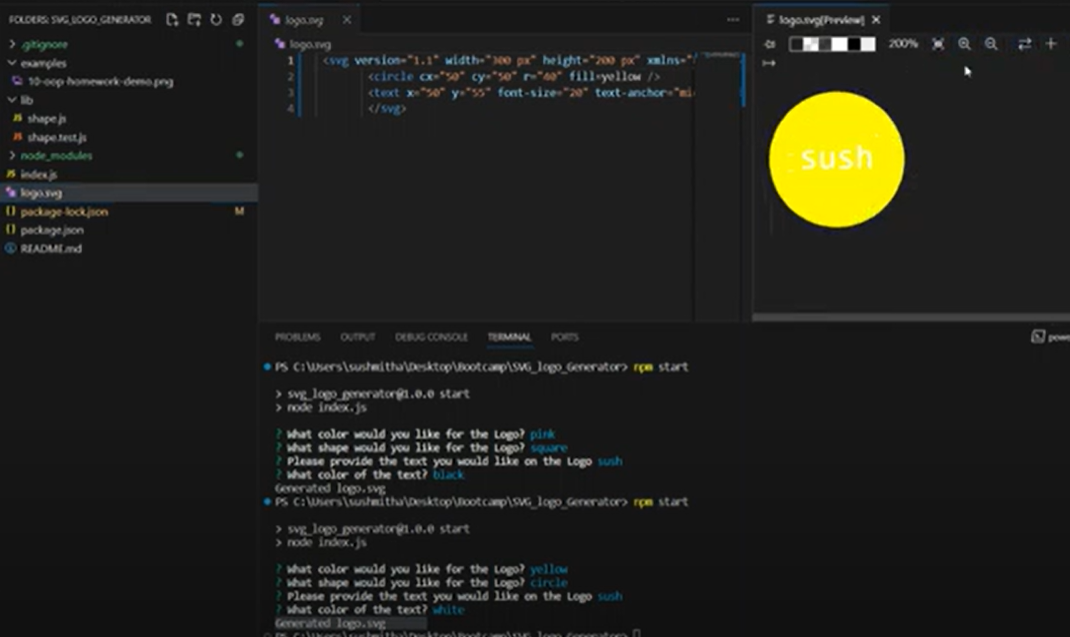 FOLDERS: SVG_LOGO_GENERATOR
.gitignore
examples
10-oop-homework-demo.png
lib
JS shape.js
JS shape.test.js
node_modules
JS index.js
logo.svg
{} package-lock.json M
{} package.json
README.md
logo.svg
logo.svg
1 <svg version="1.1" width="300 px" height="200 px" xmlns="
2 <circle cx="50" cy="50" r="40" fill=yellow />
3 <text x="50" y="55" font-size="20" text-anchor="mi
4 </svg>
logo.svg[Preview]
200%
sush
PROBLEMS OUTPUT DEBUG CONSOLE TERMINAL PORTS
PS C:\Users\sushmitha\Desktop\Bootcamp\SVG_logo_Generator> npm start
> svg_logo_generator@1.0.0 start
> node index.js
? What color would you like for the Logo? pink
? What shape would you like for the Logo? square
? Please provide the text you would like on the Logo sush
? What color of the text? black
Generated logo.svg
PS C:\Users\sushmitha\Desktop\Bootcamp\SVG_logo_Generator> npm start
> svg_logo_generator@1.0.0 start
> node index.js
? What color would you like for the Logo? yellow
? What shape would you like for the Logo? circle
? Please provide the text you would like on the Logo sush
? What color of the text? white
Generated logo.svg
PS C:\Users\sushmitha\Desktop\Bootcamp\SVG_logo_Generator>